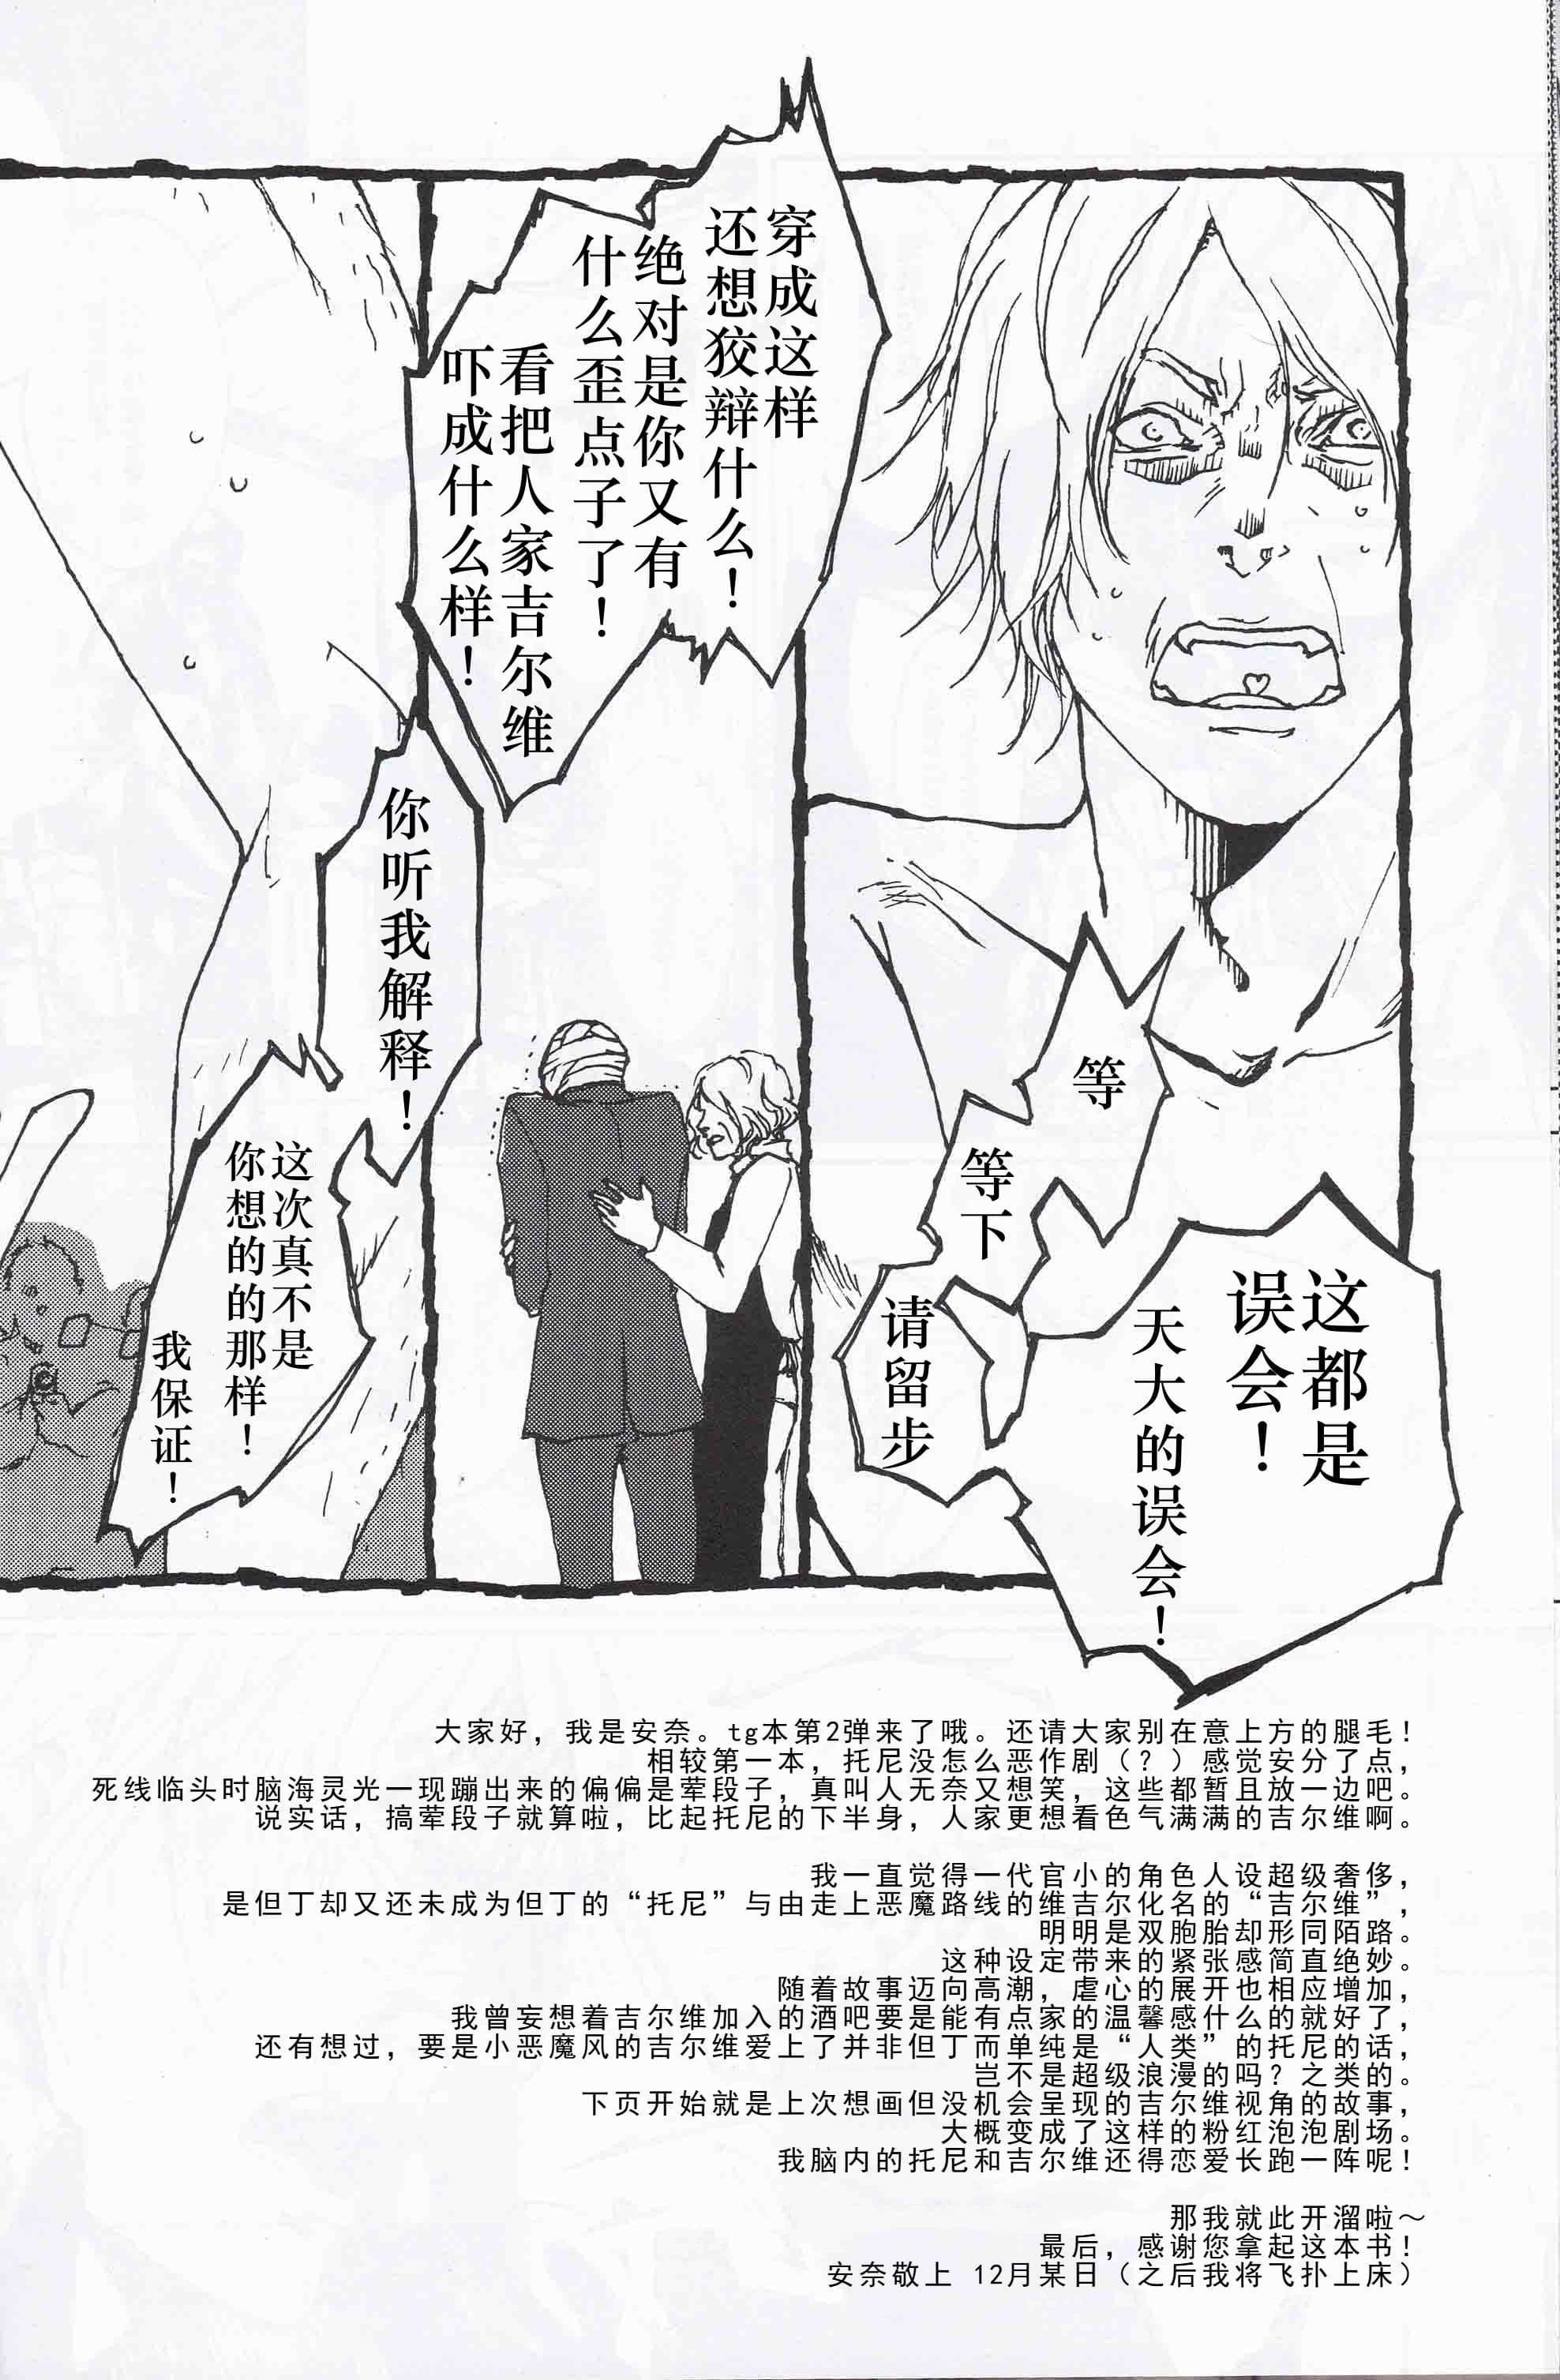 这都是
误会！
天大的误会！
等
等下
请留步
穿成这样
还想狡辩什么！
绝对是你又有
什么歪点子了！
看把人家吉尔维
吓成什么样！
你听我解释！
这次真不是
你想的的那样！
我保证！
大家好，我是安奈。tg本第2弹来了哦。还请大家别在意上方的腿毛！
相较第一本，托尼没怎么恶作剧（？）感觉安分了点，
死线临头时脑海灵光一现蹦出来的偏偏是荤段子，真叫人无奈又想笑，这些都暂且放一边吧。
说实话，搞荤段子就算啦，比起托尼的下半身，人家更想看色气满满的吉尔维啊。
我一直觉得一代官小的角色人设超级奢侈，
是但丁却又还未成为但丁的“托尼”与由走上恶魔路线的维吉尔化名的“吉尔维”，
明明是双胞胎却形同陌路。
这种设定带来的紧张感简直绝妙。
随着故事迈向高潮，虐心的展开也相应增加，
我曾妄想着吉尔维加入的酒吧要是能有点家的温馨感什么的就好了，
还有想过，要是小恶魔风的吉尔维爱上了并非但丁而单纯是“人类”的托尼的话，
岂不是超级浪漫的吗？之类的。
下页开始就是上次想画但没机会呈现的吉尔维视角的故事，
大概变成了这样的粉红泡泡剧场。
我脑内的托尼和吉尔维还得恋爱长跑一阵呢！
那我就此开溜啦～
最后，感谢您拿起这本书！
安奈敬上 12月某日（之后我将飞扑上床）